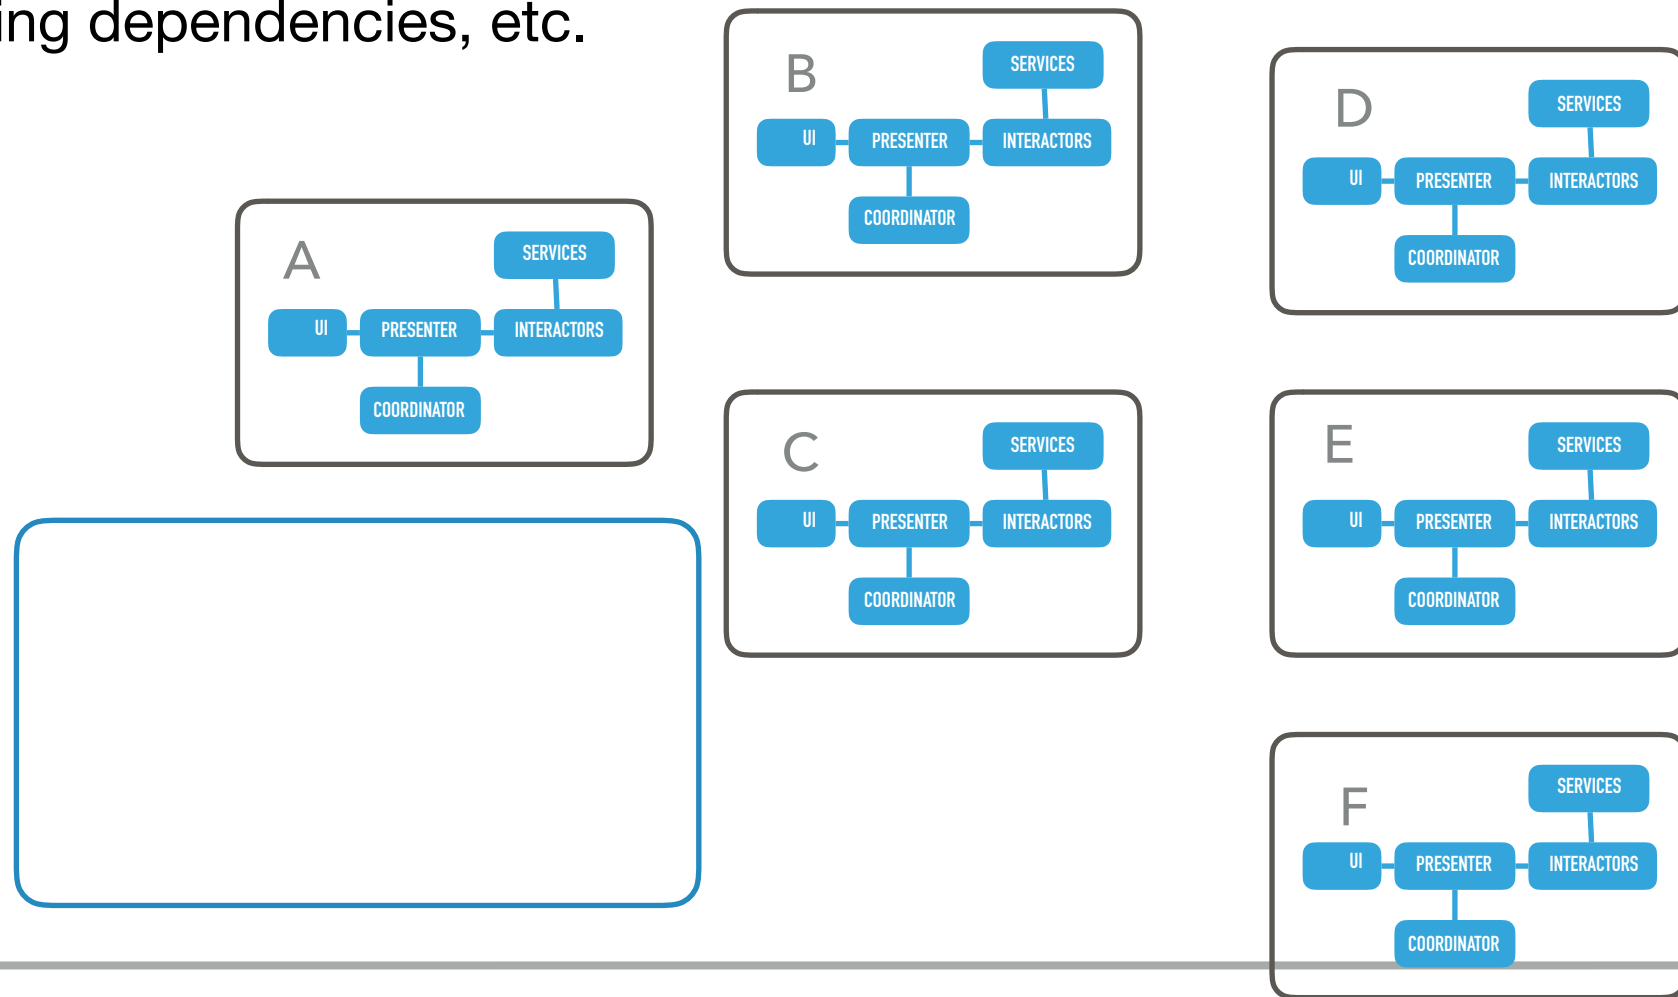 ing dependencies, etc.
A
SERVICES
UI PRESENTER INTERACTORS
COORDINATOR
B
SERVICES
UI PRESENTER INTERACTORS
COORDINATOR
C
SERVICES
UI PRESENTER INTERACTORS
COORDINATOR
D
SERVICES
UI PRESENTER INTERACTORS
COORDINATOR
E
SERVICES
UI PRESENTER INTERACTORS
COORDINATOR
F
SERVICES
UI PRESENTER INTERACTORS
COORDINATOR